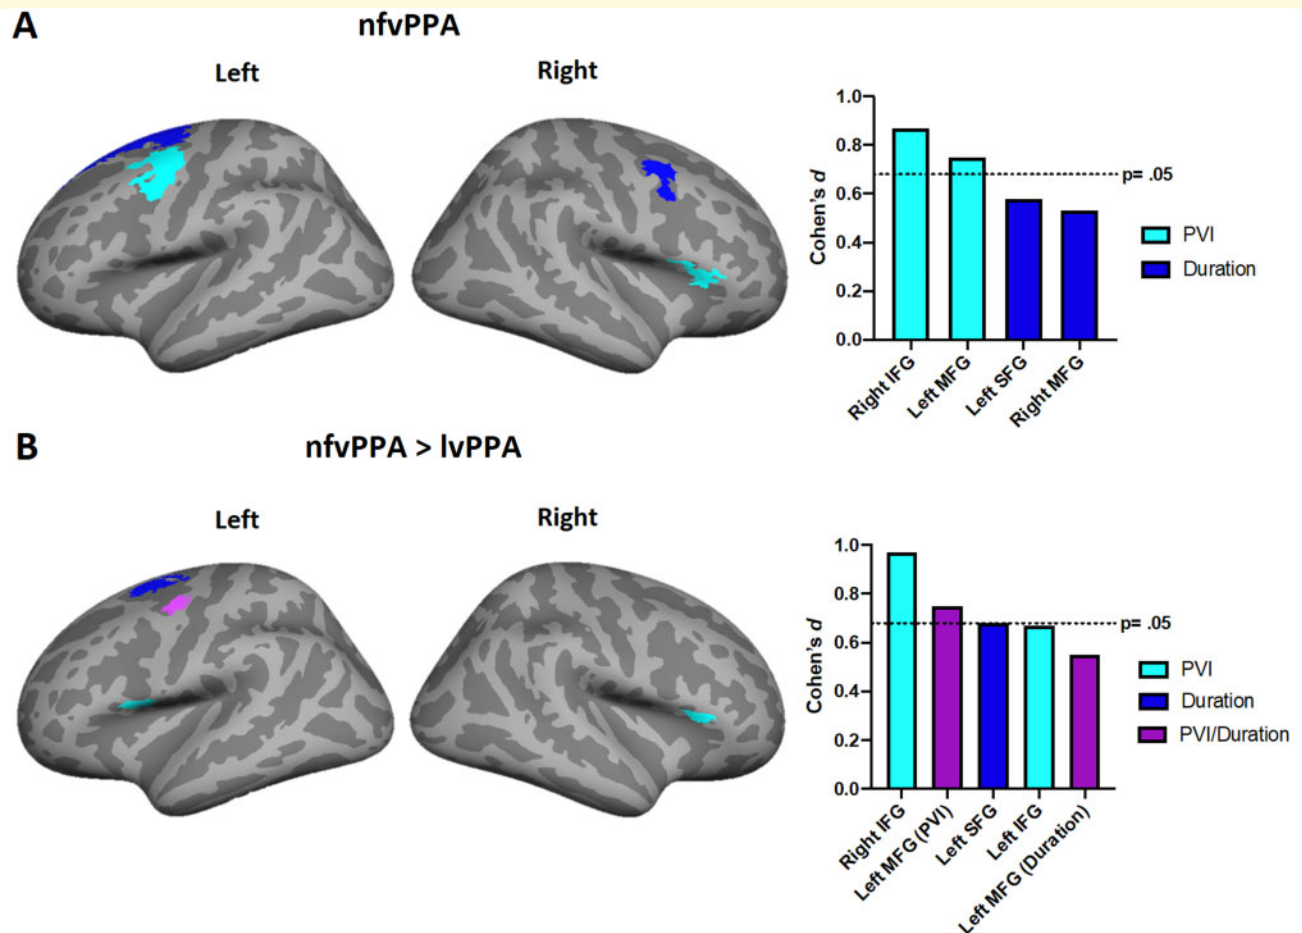 A
nfvPPA
Left
Right
1.0
0.8
0.6
0.4
0.2
0.0
Cohen's d
p= .05
PVI
Duration
Right IFG
Left MFG
Left SFG
Right MFG
B
nfvPPA > lvPPA
Left
Right
1.0
0.8
0.6
0.4
0.2
0.0
Cohen's d
p= .05
PVI
Duration
PVI/Duration
Right IFG
Left MFG (PVI)
Left SFG
Left IFG
Left MFG (Duration)